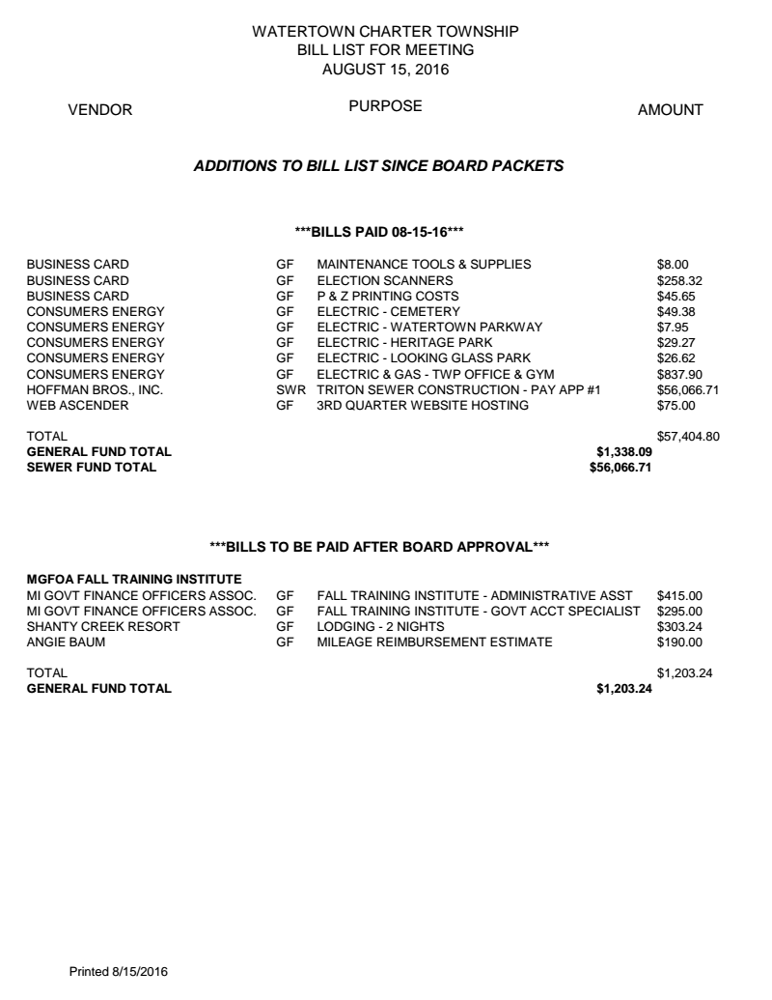 WATERTOWN CHARTER TOWNSHIP
BILL LIST FOR MEETING
AUGUST 15, 2016
VENDOR PURPOSE AMOUNT
ADDITIONS TO BILL LIST SINCE BOARD PACKETS
***BILLS PAID 08-15-16***
BUSINESS CARD GF MAINTENANCE TOOLS & SUPPLIES $8.00
BUSINESS CARD GF ELECTION SCANNERS $258.32
BUSINESS CARD GF P & Z PRINTING COSTS $45.65
CONSUMERS ENERGY GF ELECTRIC - CEMETERY $49.38
CONSUMERS ENERGY GF ELECTRIC - WATERTOWN PARKWAY $7.95
CONSUMERS ENERGY GF ELECTRIC - HERITAGE PARK $29.27
CONSUMERS ENERGY GF ELECTRIC - LOOKING GLASS PARK $26.62
CONSUMERS ENERGY GF ELECTRIC & GAS - TWP OFFICE & GYM $837.90
HOFFMAN BROS., INC. SWR TRITON SEWER CONSTRUCTION - PAY APP #1 $56,066.71
WEB ASCENDER GF 3RD QUARTER WEBSITE HOSTING $75.00
TOTAL $57,404.80
GENERAL FUND TOTAL $1,338.09
SEWER FUND TOTAL $56,066.71
***BILLS TO BE PAID AFTER BOARD APPROVAL***
MGFOA FALL TRAINING INSTITUTE
MI GOVT FINANCE OFFICERS ASSOC. GF FALL TRAINING INSTITUTE - ADMINISTRATIVE ASST $415.00
MI GOVT FINANCE OFFICERS ASSOC. GF FALL TRAINING INSTITUTE - GOVT ACCT SPECIALIST $295.00
SHANTY CREEK RESORT GF LODGING - 2 NIGHTS $303.24
ANGIE BAUM GF MILEAGE REIMBURSEMENT ESTIMATE $190.00
TOTAL $1,203.24
GENERAL FUND TOTAL $1,203.24
Printed 8/15/2016